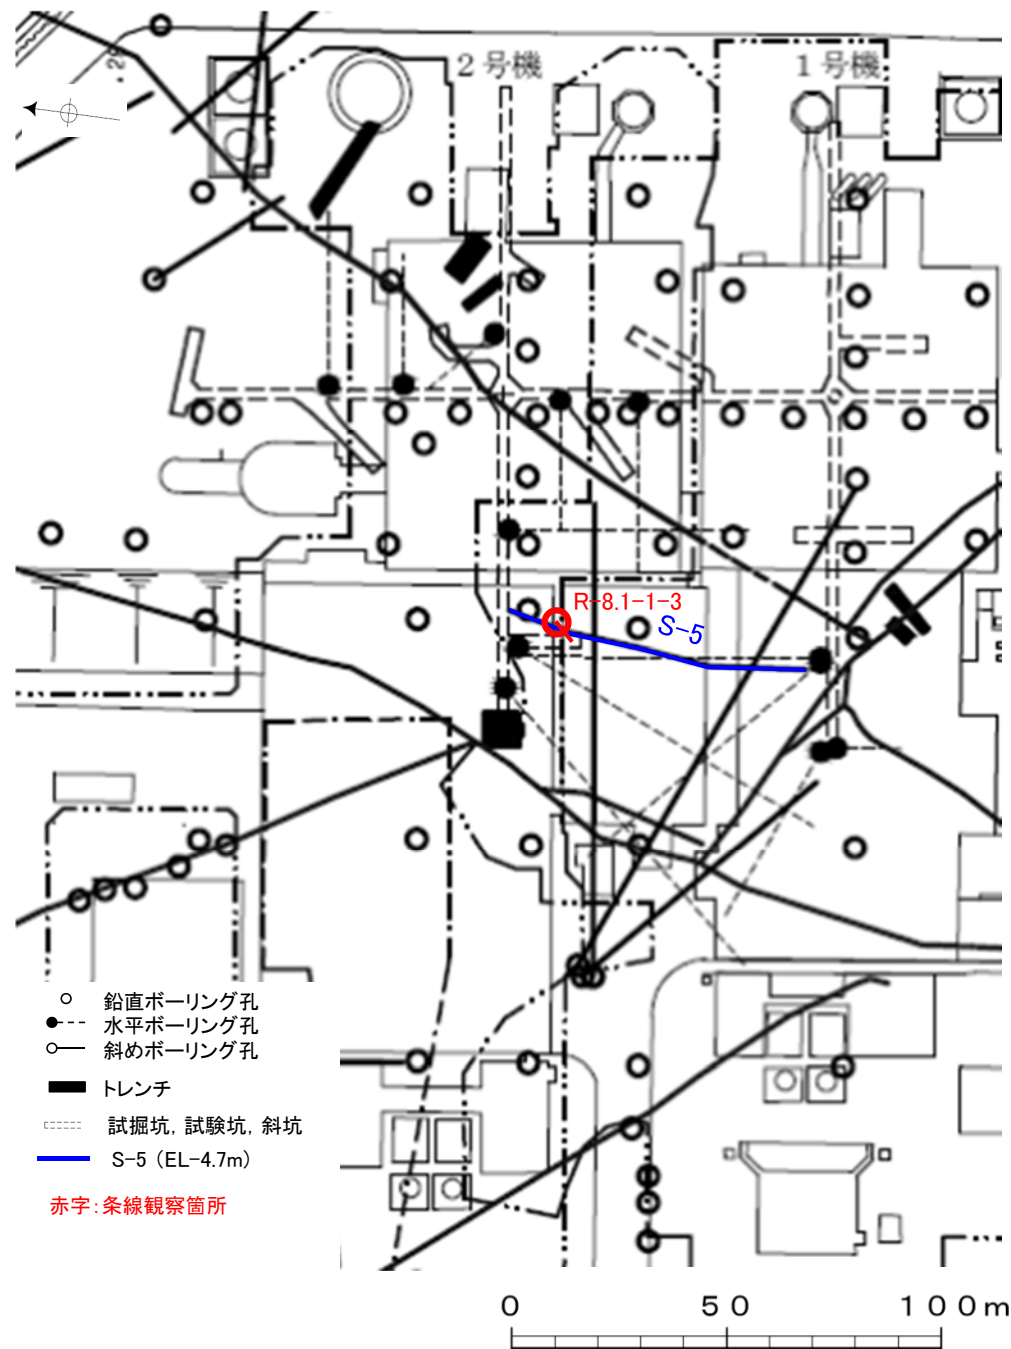 2号機
1号機
R-8.1-1-3
S-5
鉛直ボーリング孔
水平ボーリング孔
斜めボーリング孔
トレンチ
試掘坑, 試験坑, 斜坑
S-5 (EL-4.7m)
赤字:条線観察箇所
0 50 100m